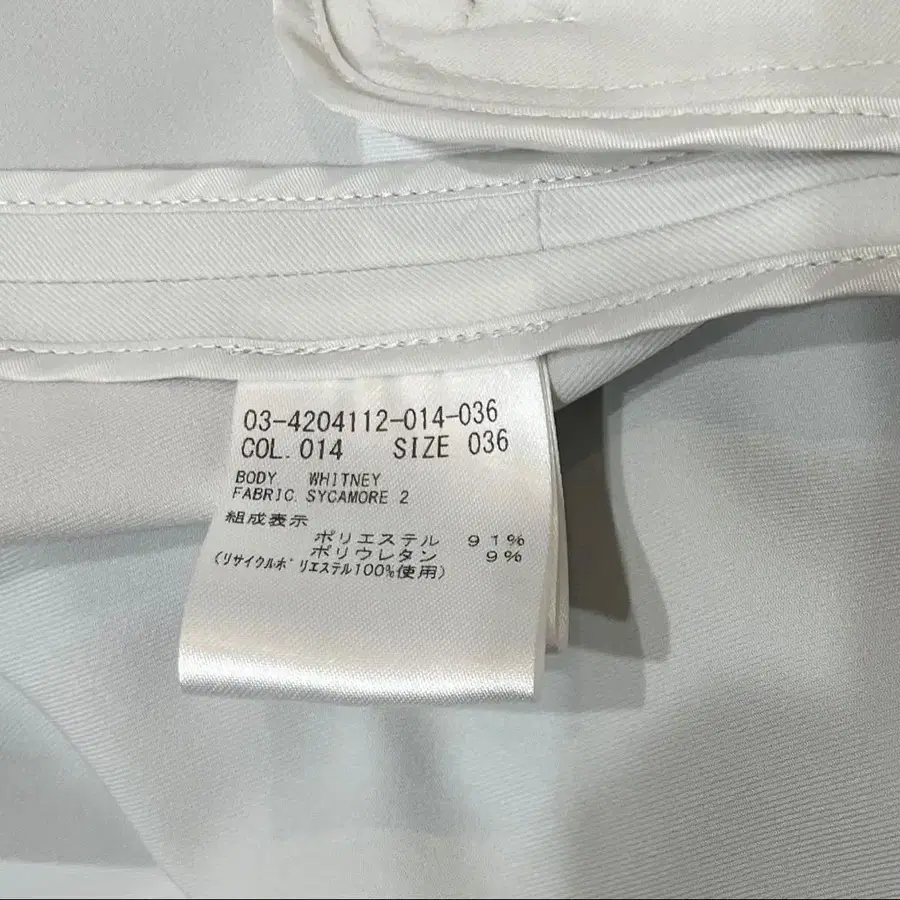 03-4204112-014-036
COL. 014 SIZE 036
BODY. WHITNEY
FABRIC. SYCAMORE 2
組成表示
ポリエステル 91%
ポリウレタン 9%
(リサイクルポリエステル100%使用)